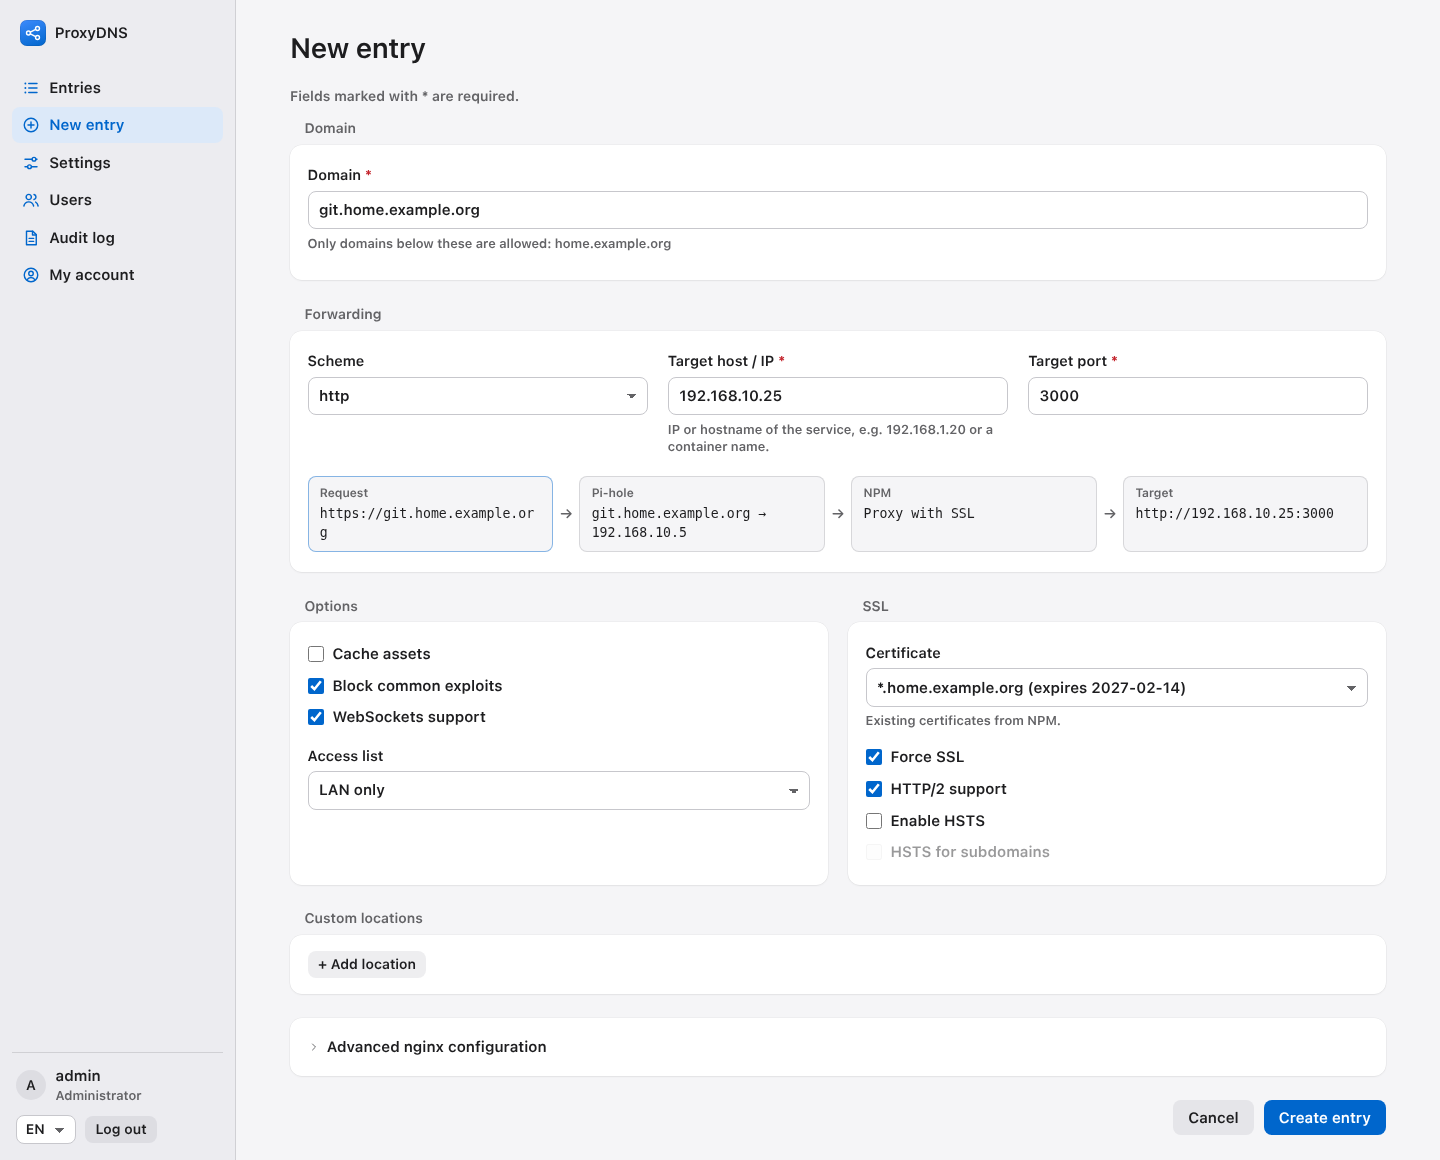 ProxyDNS
Entries
New entry
Settings
Users
Audit log
My account
A
admin
Administrator
EN
Log out
New entry
Fields marked with * are required.
Domain
Domain *
git.home.example.org
Only domains below these are allowed: home.example.org
Forwarding
Scheme
http
Target host / IP *
192.168.10.25
IP or hostname of the service, e.g. 192.168.1.20 or a
container name.
Target port *
3000
Request
https://git.home.example.or
g
→
Pi-hole
git.home.example.org →
192.168.10.5
→
NPM
Proxy with SSL
→
Target
http://192.168.10.25:3000
Options
Cache assets
Block common exploits
WebSockets support
Access list
LAN only
SSL
Certificate
*.home.example.org (expires 2027-02-14)
Existing certificates from NPM.
Force SSL
HTTP/2 support
Enable HSTS
HSTS for subdomains
Custom locations
+ Add location
Advanced nginx configuration
Cancel
Create entry